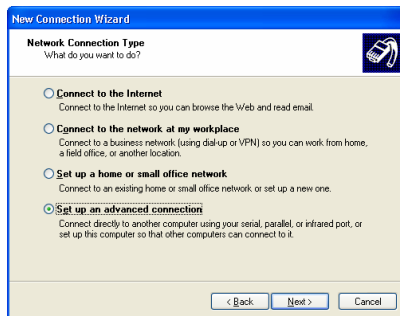 New Connection Wizard
Network Connection Type
What do you want to do?
Connect to the Internet
Connect to the Internet so you can browse the Web and read email.
Connect to the network at my workplace
Connect to a business network (using dial-up or VPN) so you can work from home,
a field office, or another location.
Set up a home or small office network
Connect to an existing home or small office network or set up a new one.
Set up an advanced connection
Connect directly to another computer using your serial, parallel, or infrared port, or
set up this computer so that other computers can connect to it.
< Back
Next >
Cancel